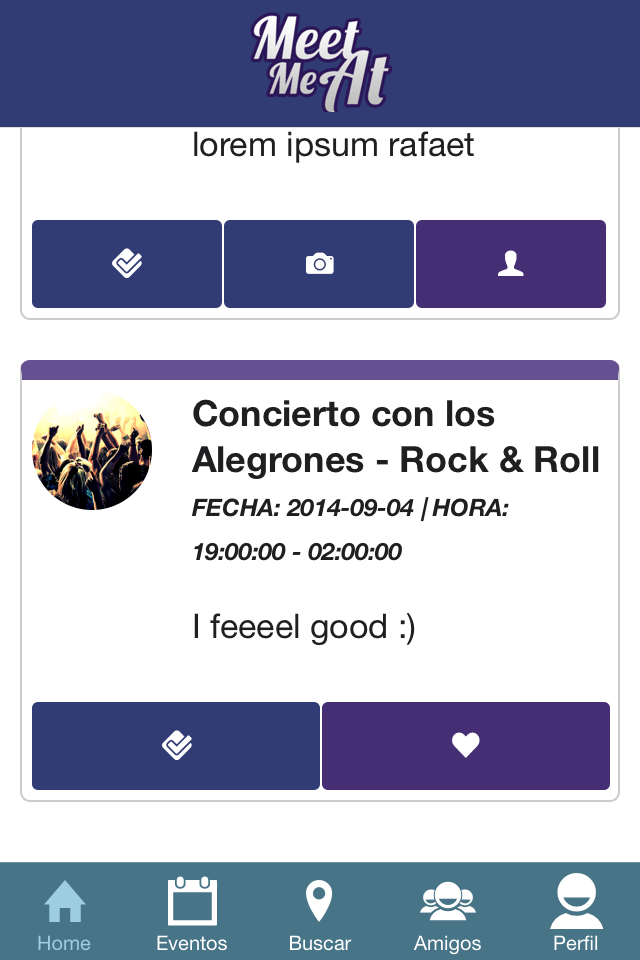 Meet
Me At
lorem ipsum rafaet
Concierto con los
Alegrones - Rock & Roll
FECHA: 2014-09-04 | HORA:
19:00:00 - 02:00:00
I feeeel good :)
Home Eventos Buscar Amigos Perfil